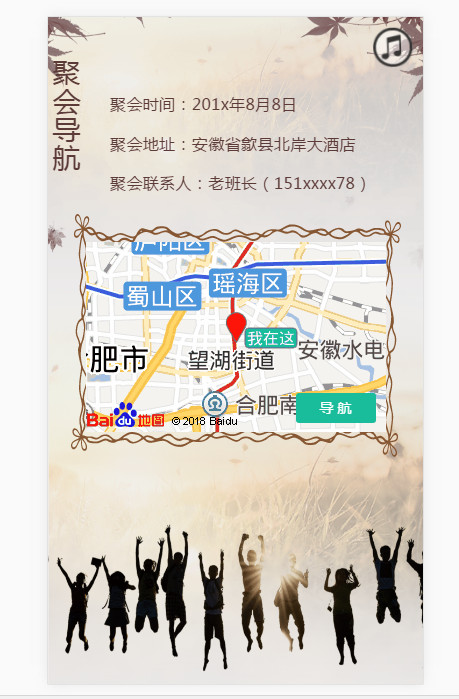 聚会导航
聚会时间：201x年8月8日
聚会地址：安徽省歙县北岸大酒店
聚会联系人：老班长（151xxxx78）
庐阳区
瑶海区
蜀山区
我在这
安徽水电
肥市
望湖街道
合肥南
导航
Baidu地图 © 2018 Baidu